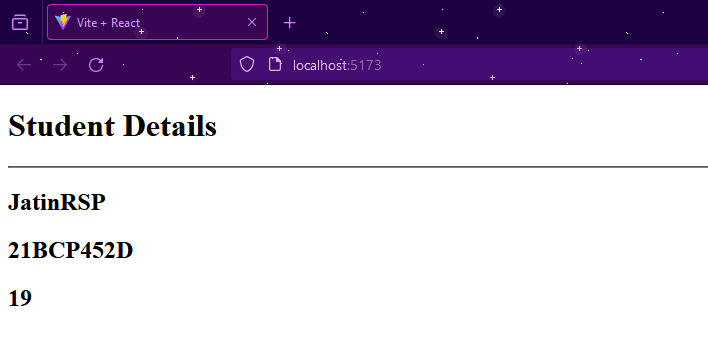 Vite + React
localhost:5173
Student Details
JatinRSP
21BCP452D
19